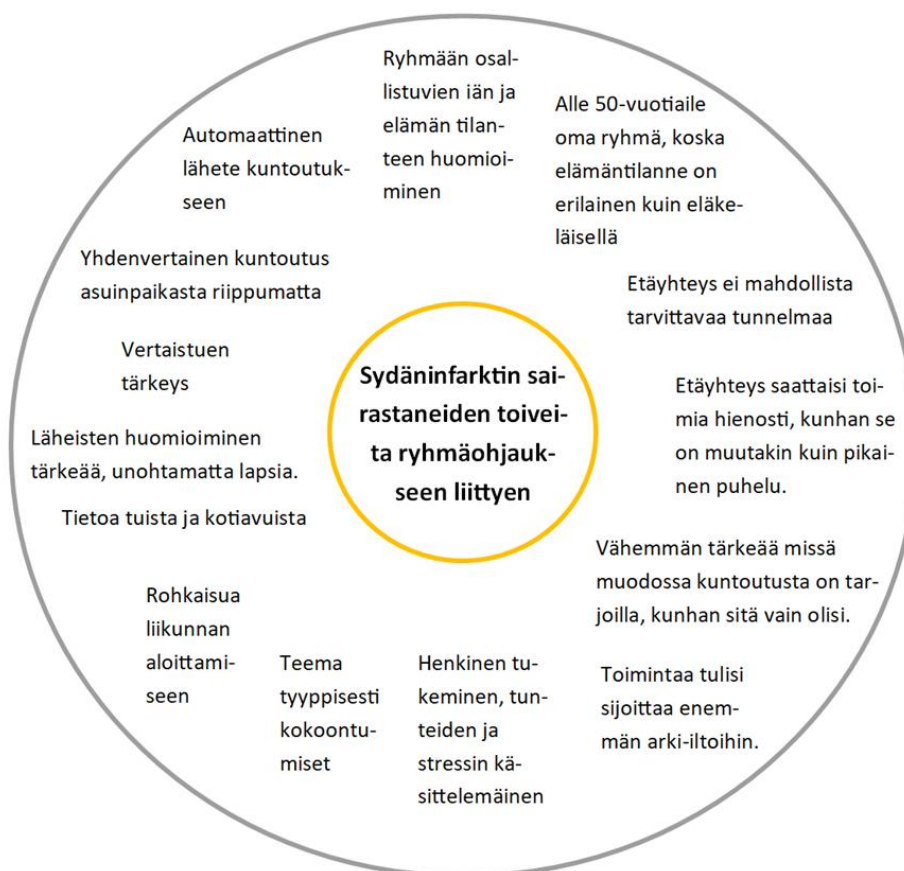 Ryhmään osal-
listuvien iän ja
elämän tilan-
teen huomioi-
minen
Alle 50-vuotiaile
oma ryhmä, koska
elämäntilanne on
erilainen kuin eläke-
läisellä
Automaattinen
lähete kuntoutuk-
seen
Yhdenvertainen kuntoutus
asuinpaikasta riippumatta
Etäyhteys ei mahdollista
tarvittavaa tunnelmaa
Vertaistuen
tärkeys
Sydäninfarktin sai-
rastaneiden toivei-
ta ryhmäohjauk-
seen liittyen
Etäyhteys saattaisi toi-
mia hienosti, kunhan se
on muutakin kuin pikai-
nen puhelu.
Läheisten huomioiminen
tärkeää, unohtamatta lapsia.
Tietoa tuista ja kotiavuista
Vähemmän tärkeää missä
muodossa kuntoutusta on tar-
joilla, kunhan sitä vain olisi.
Rohkaisua
liikunnan
aloittami-
seen
Teema
tyyppisesti
kokoontu-
miset
Henkinen tu-
keminen, tun-
teiden ja
stressin kä-
sittelemäinen
Toimintaa tulisi
sijoittaa enem-
män arki-iltoihin.